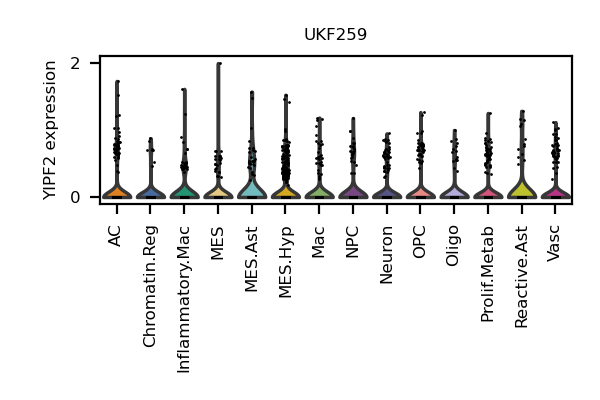 UKF259
YIPF2 expression
2
0
AC
Chromatin.Reg
Inflammatory.Mac
MES
MES.Ast
MES.Hyp
Mac
NPC
Neuron
OPC
Oligo
Prolif.Metab
Reactive.Ast
Vasc